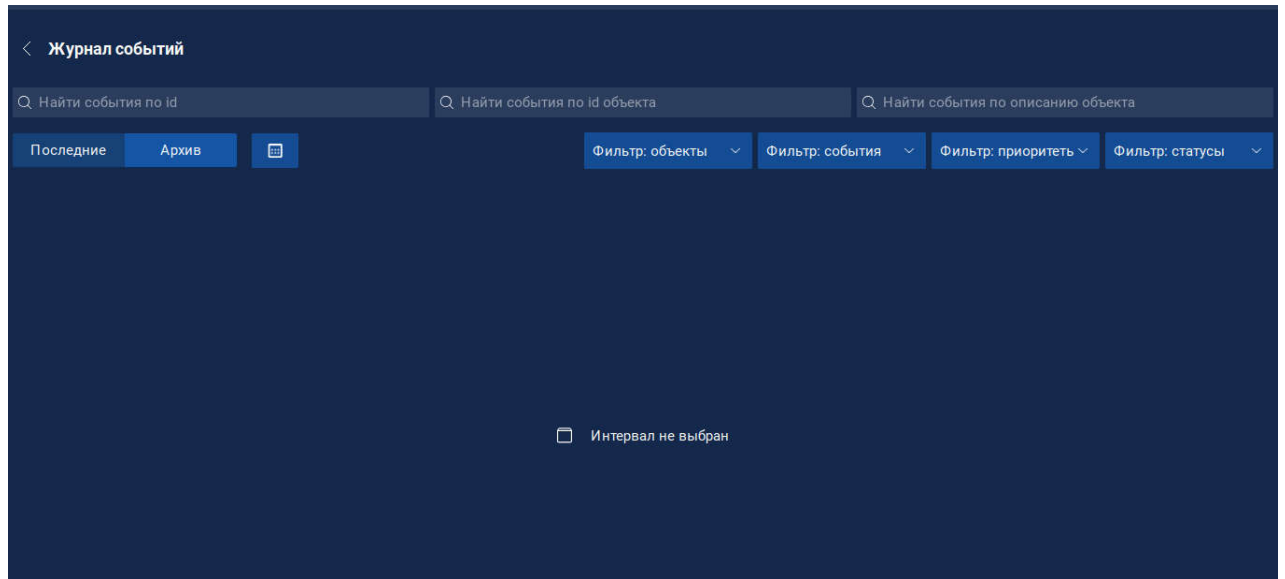 Журнал событий
Найти события по id
Найти события по id объекта
Найти события по описанию объекта
Последние
Архив
Фильтр: объекты
Фильтр: события
Фильтр: приоритеть
Фильтр: статусы
Интервал не выбран